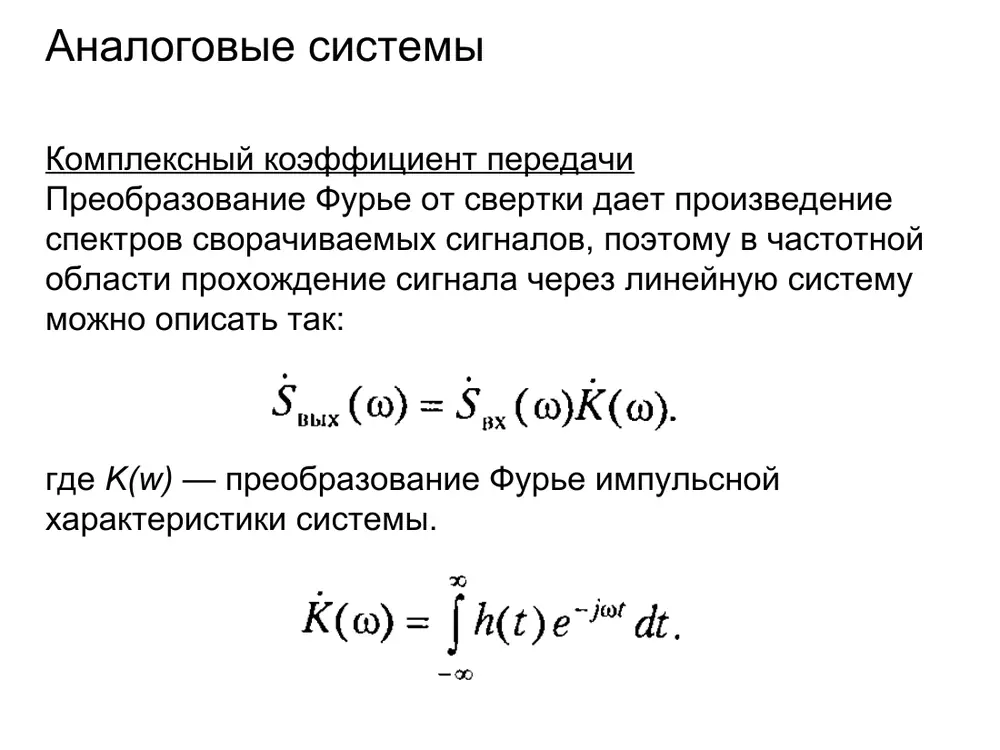 Аналоговые системы
Комплексный коэффициент передачи
Преобразование Фурье от свертки дает произведение
спектров сворачиваемых сигналов, поэтому в частотной
области прохождение сигнала через линейную систему
можно описать так:
Ṡвых (ω) = Ṡвх (ω)K̇(ω).
где K(w) — преобразование Фурье импульсной
характеристики системы.
K̇(ω) = ∫_{-∞}^{∞} h(t) e^{-jωt} dt.